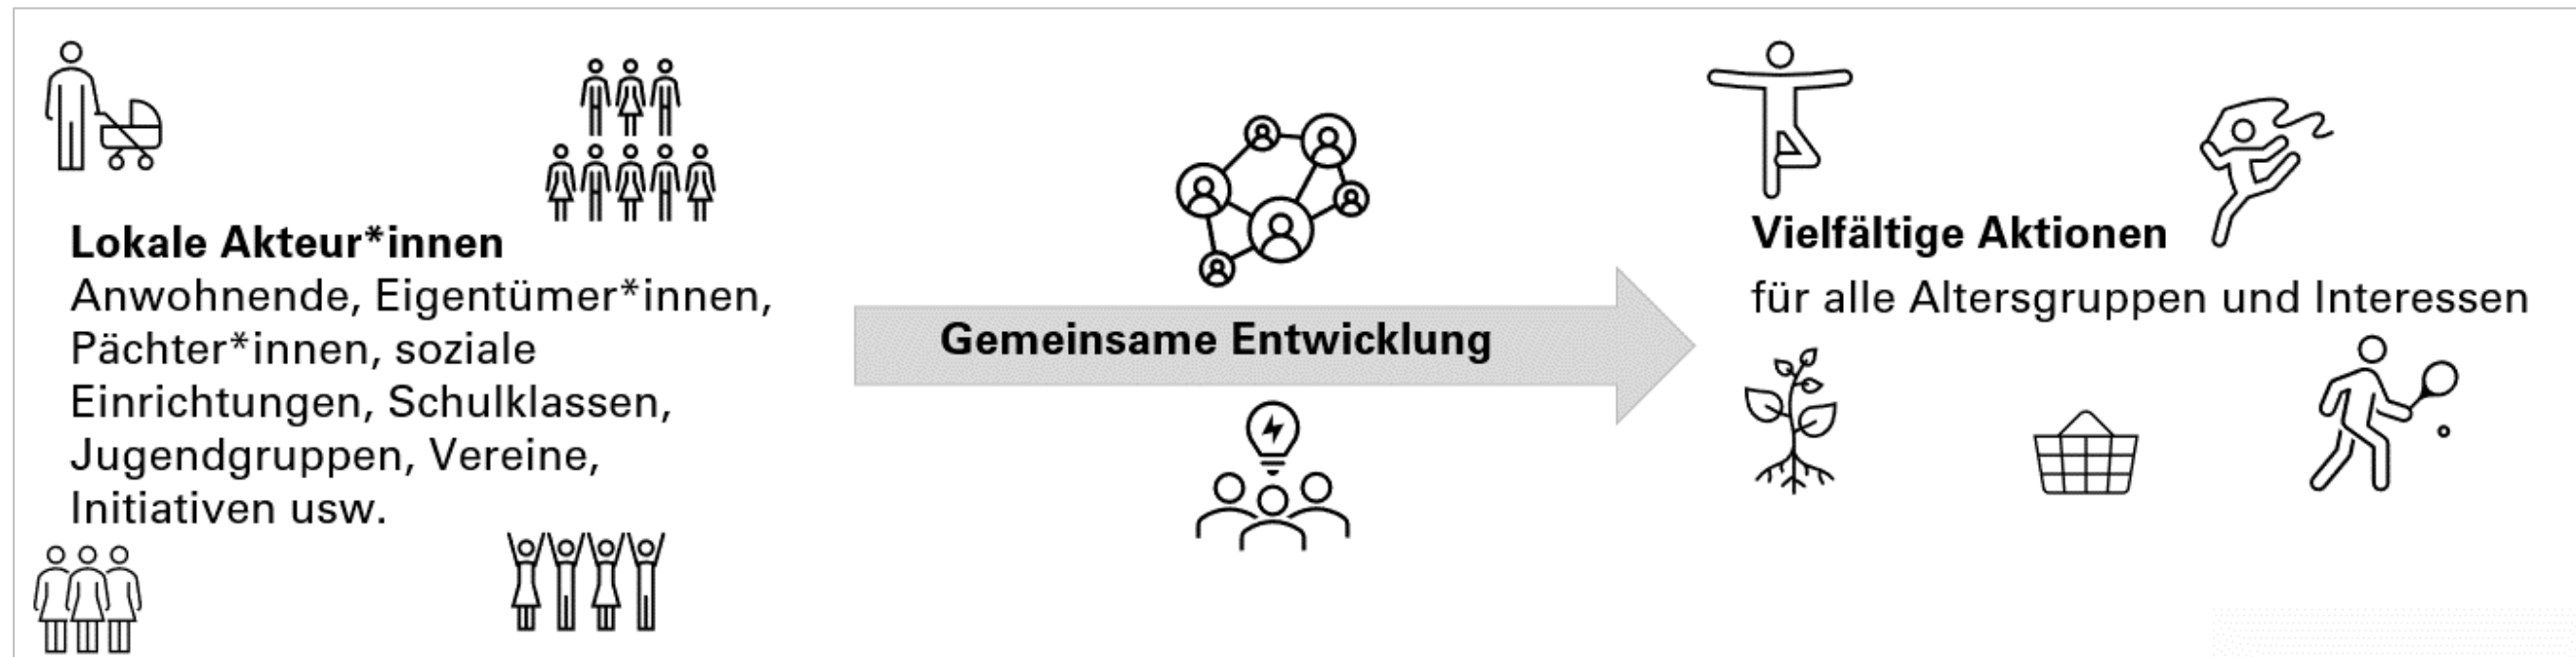 Lokale Akteur*innen
Anwohnende, Eigentümer*innen,
Pächter*innen, soziale
Einrichtungen, Schulklassen,
Jugendgruppen, Vereine,
Initiativen usw.
Gemeinsame Entwicklung
Vielfältige Aktionen
für alle Altersgruppen und Interessen